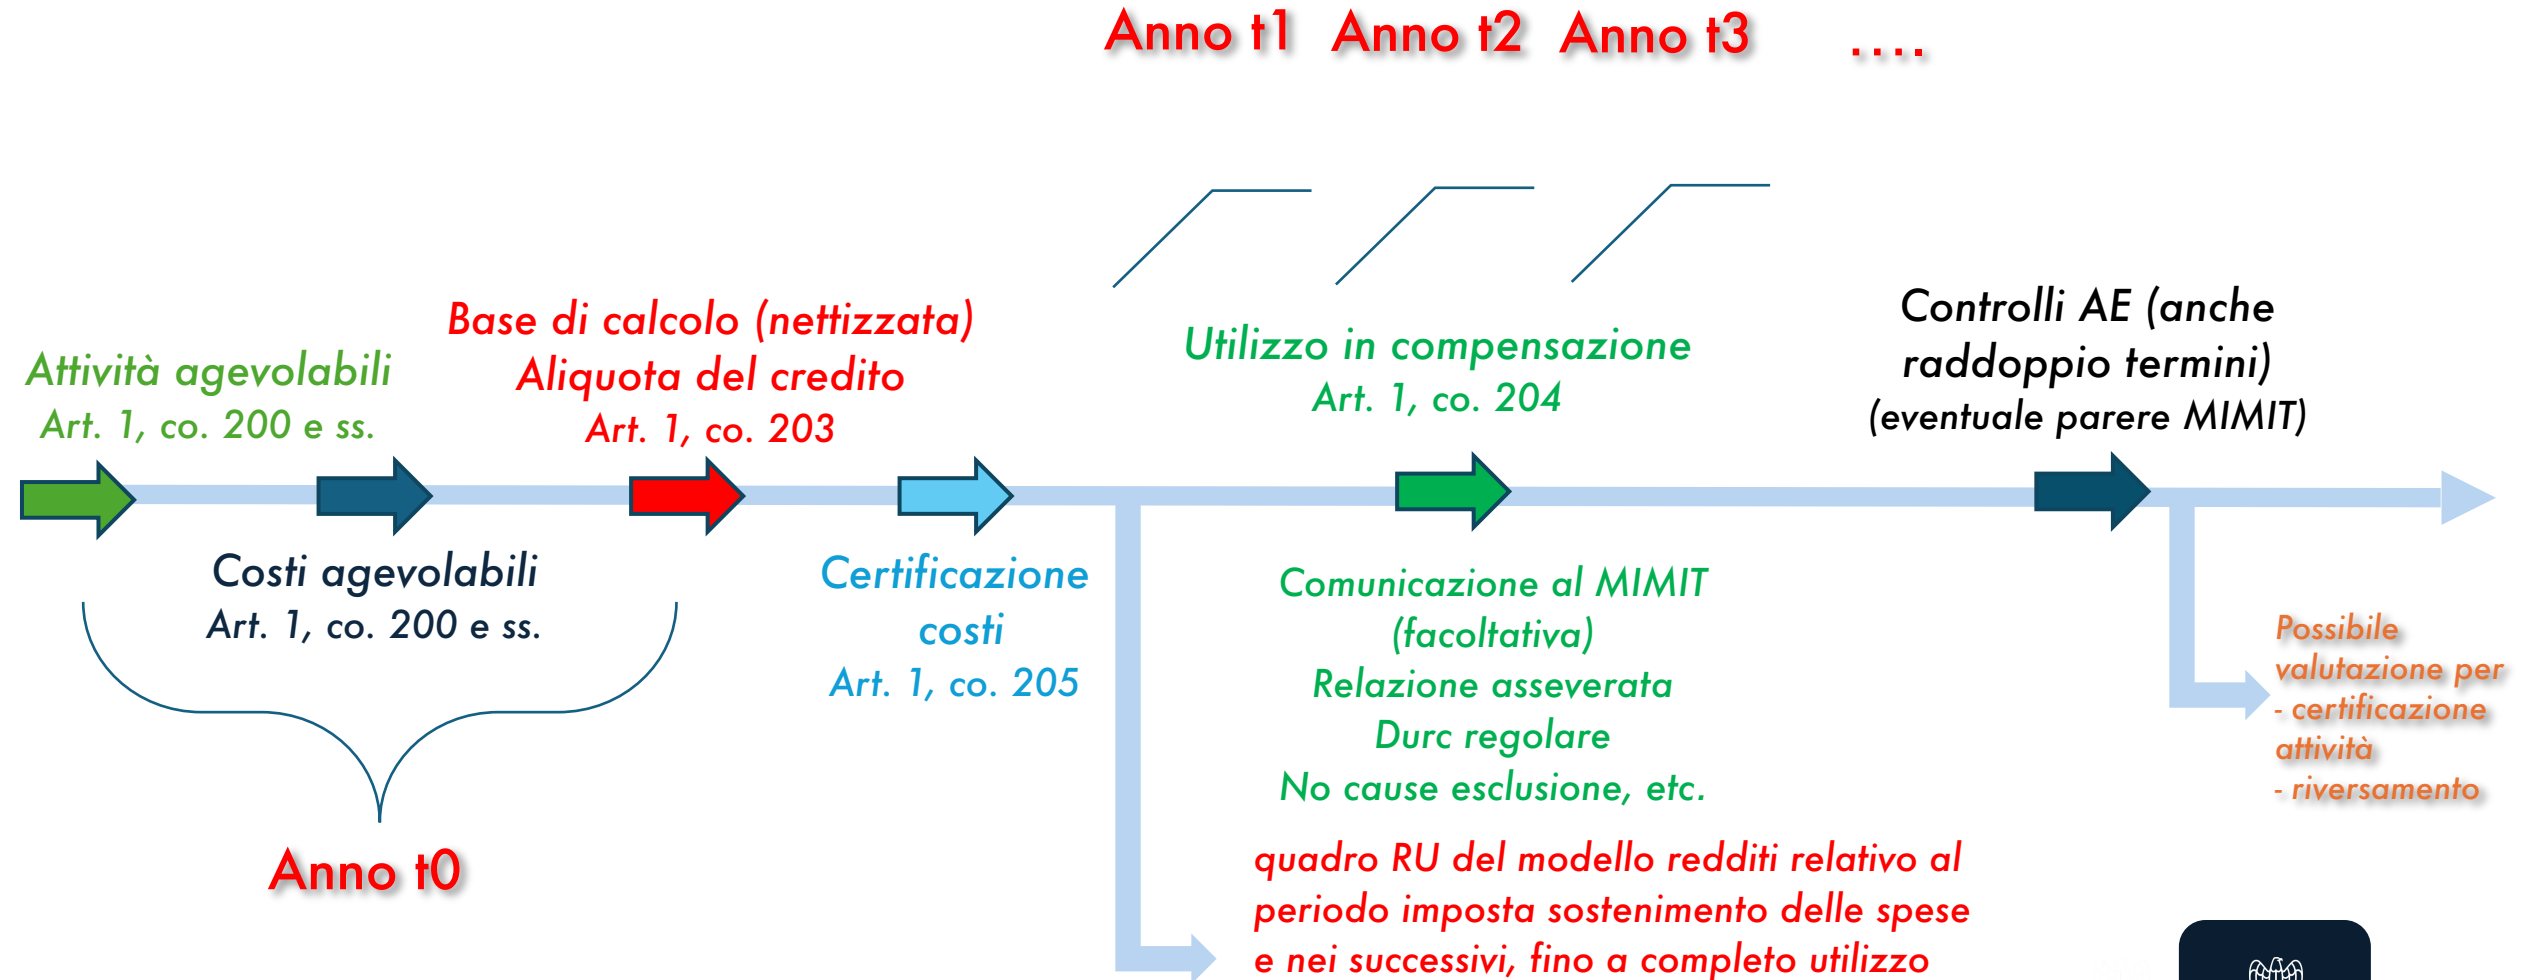 Anno t1 Anno t2 Anno t3 ....
Attività agevolabili
Art. 1, co. 200 e ss.
Costi agevolabili
Art. 1, co. 200 e ss.
Base di calcolo (nettizzata)
Aliquota del credito
Art. 1, co. 203
Anno t0
Certificazione
costi
Art. 1, co. 205
Utilizzo in compensazione
Art. 1, co. 204
Comunicazione al MIMIT
(facoltativa)
Relazione asseverata
Durc regolare
No cause esclusione, etc.
quadro RU del modello redditi relativo al
periodo imposta sostenimento delle spese
e nei successivi, fino a completo utilizzo
Controlli AE (anche
raddoppio termini)
(eventuale parere MIMIT)
Possibile
valutazione per
- certificazione
attività
- riversamento